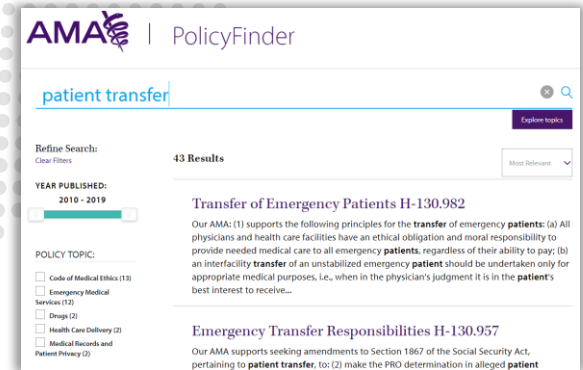 AMA | PolicyFinder
patient transfer
Explore topics
Refine Search:
Clear Filters
43 Results
Most Relevant
YEAR PUBLISHED:
2010 - 2019
Transfer of Emergency Patients H-130.982
Our AMA: (1) supports the following principles for the transfer of emergency patients: (a) All
physicians and health care facilities have an ethical obligation and moral responsibility to
provide needed medical care to all emergency patients, regardless of their ability to pay; (b)
an interfacility transfer of an unstabilized emergency patient should be undertaken only for
appropriate medical purposes, i.e., when in the physician's judgment it is in the patient's
best interest to receive...
POLICY TOPIC:
Code of Medical Ethics (13)
Emergency Medical
Services (12)
Drugs (2)
Health Care Delivery (2)
Medical Records and
Patient Privacy (2)
Emergency Transfer Responsibilities H-130.957
Our AMA supports seeking amendments to Section 1867 of the Social Security Act,
pertaining to patient transfer, to: (2) make the PRO determination in alleged patient